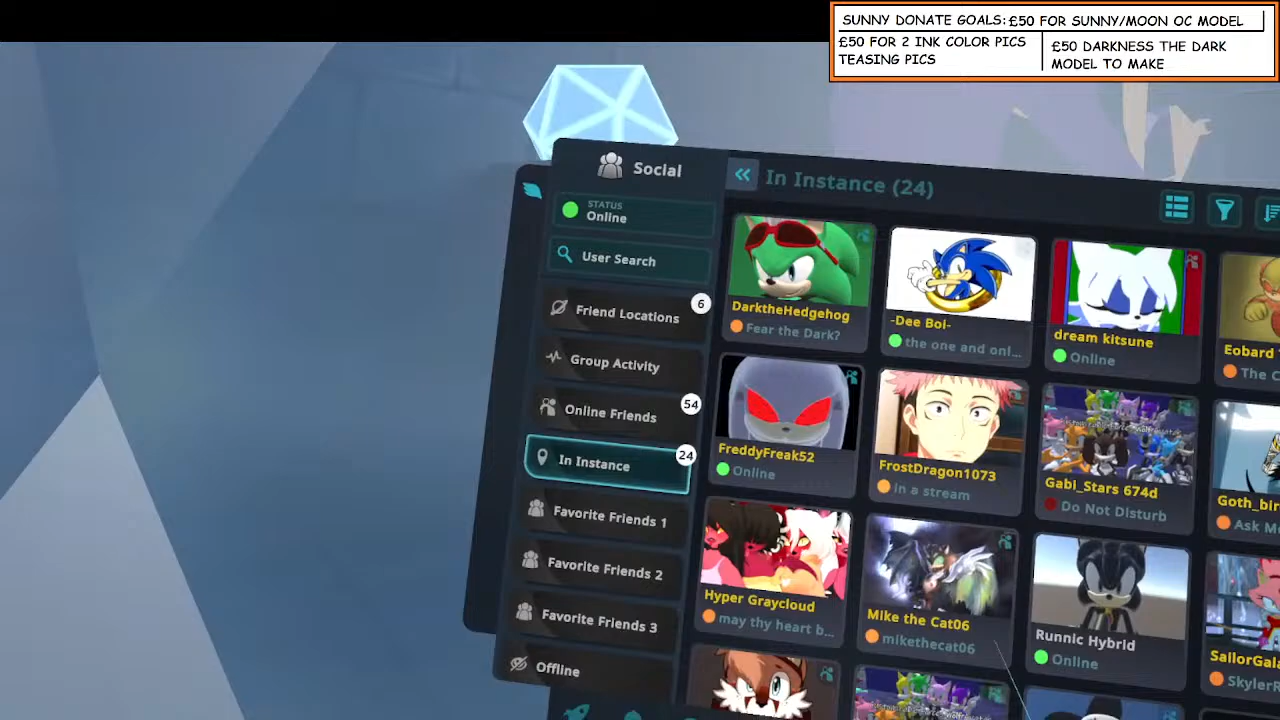 SUNNY DONATE GOALS: £50 FOR SUNNY/MOON OC MODEL
£50 FOR 2 INK COLOR PICS
TEASING PICS
£50 DARKNESS THE DARK
MODEL TO MAKE
Social
STATUS
Online
User Search
Friend Locations 6
Group Activity
Online Friends 54
In Instance 24
Favorite Friends 1
Favorite Friends 2
Favorite Friends 3
Offline
In Instance (24)
DarktheHedgehog
Fear the Dark?
-Dee Boi-
the one and onl...
dream kitsune
Online
Eobard
The C
FreddyFreak52
Online
FrostDragon1073
in a stream
Gabi_Stars 674d
Do Not Disturb
Goth_bir
Ask M
Hyper Graycloud
may thy heart b...
Mike the Cat06
mikethecat06
Runnic Hybrid
Online
SailorGala
SkylerR